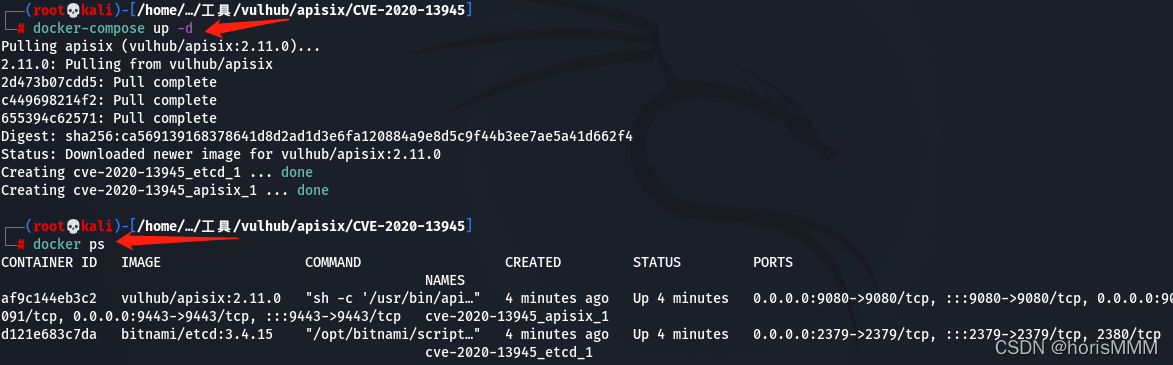 ┌──(root💀kali)-[/home/…/工具/vulhub/apisix/CVE-2020-13945]
└─# docker-compose up -d
Pulling apisix (vulhub/apisix:2.11.0)...
2.11.0: Pulling from vulhub/apisix
2d473b07cdd5: Pull complete
c449698214f2: Pull complete
655394c62571: Pull complete
Digest: sha256:ca569139168378641d8d2ad1d3e6fa120884a9e8d5c9f44b3ee7ae5a41d662f4
Status: Downloaded newer image for vulhub/apisix:2.11.0
Creating cve-2020-13945_etcd_1 ... done
Creating cve-2020-13945_apisix_1 ... done
┌──(root💀kali)-[/home/…/工具/vulhub/apisix/CVE-2020-13945]
└─# docker ps
CONTAINER ID   IMAGE                  COMMAND                  CREATED         STATUS         PORTS
NAMES
af9c144eb3c2   vulhub/apisix:2.11.0   "sh -c '/usr/bin/api…"   4 minutes ago   Up 4 minutes   0.0.0.0:9080->9080/tcp, :::9080->9080/tcp, 0.0.0.0:90
091/tcp, 0.0.0.0:9443->9443/tcp, :::9443->9443/tcp   cve-2020-13945_apisix_1
d121e683c7da   bitnami/etcd:3.4.15    "/opt/bitnami/script…"   4 minutes ago   Up 4 minutes   0.0.0.0:2379->2379/tcp, :::2379->2379/tcp, 2380/tcp
cve-2020-13945_etcd_1
CSDN @horisMMM